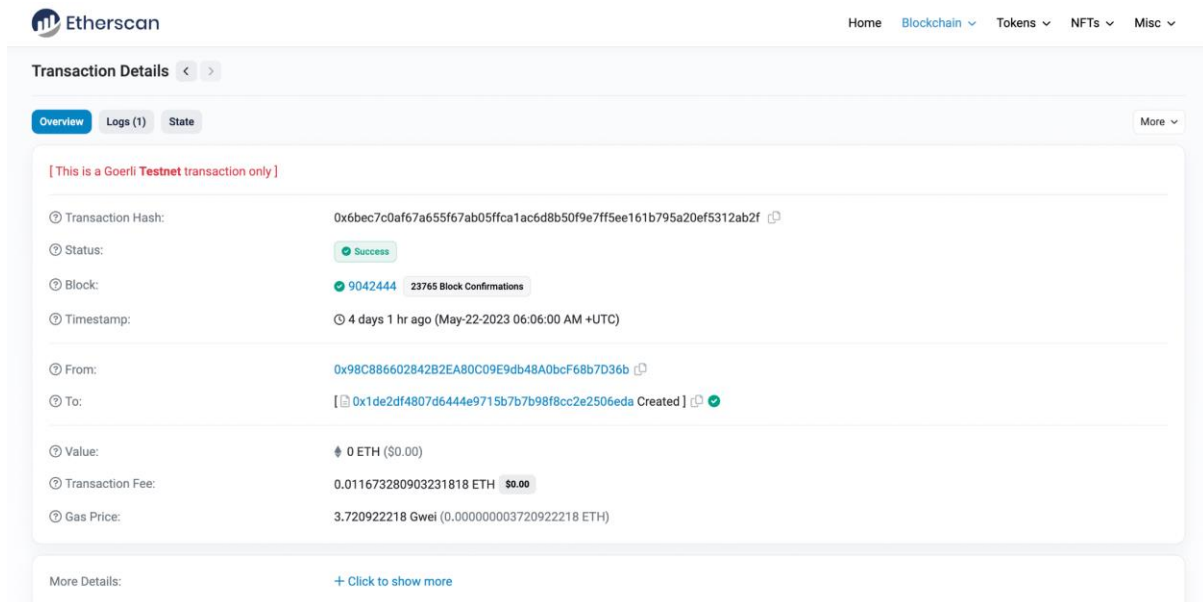 Etherscan
Home Blockchain Tokens NFTs Misc
Transaction Details < >
Overview Logs (1) State More
[ This is a Goerli Testnet transaction only ]
Transaction Hash: 0x6bec7c0af67a655f67ab05ffca1ac6d8b50f9e7ff5ee161b795a20ef5312ab2f
Status: Success
Block: 9042444 23765 Block Confirmations
Timestamp: 4 days 1 hr ago (May-22-2023 06:06:00 AM +UTC)
From: 0x98C886602842B2EA80C09E9db48A0bcF68b7D36b
To: [ 0x1de2df4807d6444e9715b7b7b98f8cc2e2506eda Created ]
Value: 0 ETH ($0.00)
Transaction Fee: 0.011673280903231818 ETH $0.00
Gas Price: 3.720922218 Gwei (0.000000003720922218 ETH)
More Details: + Click to show more